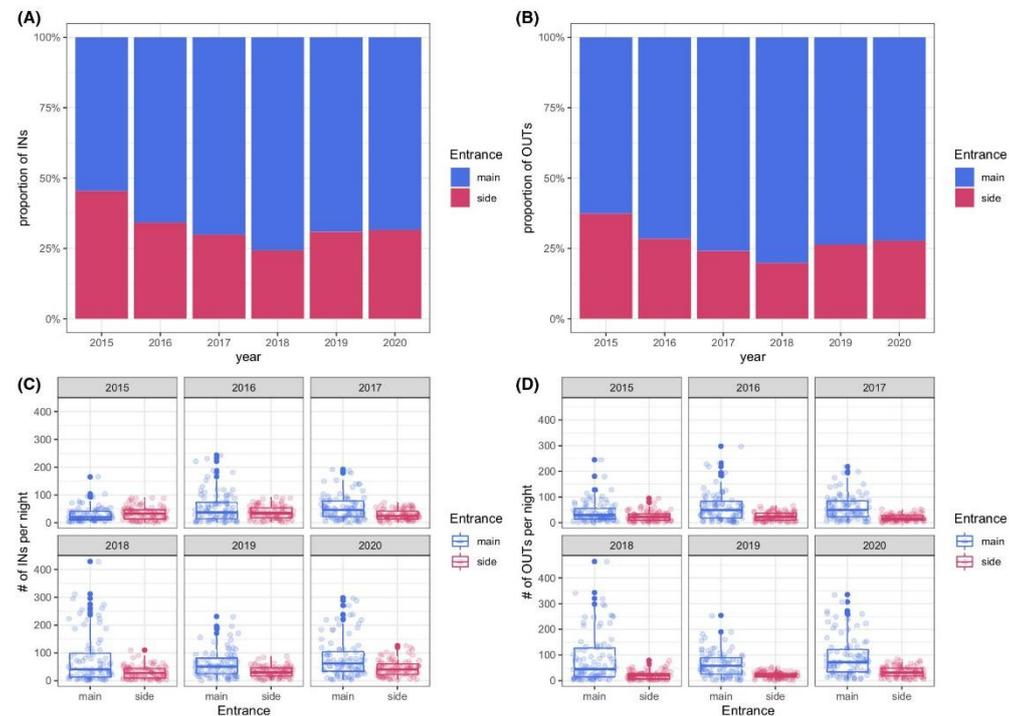 (A)
100%
75%
50%
25%
0%
proportion of INs
2015 2016 2017 2018 2019 2020
year
Entrance
main
side
(B)
100%
75%
50%
25%
0%
proportion of OUTs
2015 2016 2017 2018 2019 2020
year
Entrance
main
side
(C)
2015 2016 2017
400
300
200
100
0
2018 2019 2020
400
300
200
100
0
# of INs per night
main side main side main side
Entrance
Entrance
main
side
(D)
2015 2016 2017
400
300
200
100
0
2018 2019 2020
400
300
200
100
0
# of OUTs per night
main side main side main side
Entrance
Entrance
main
side